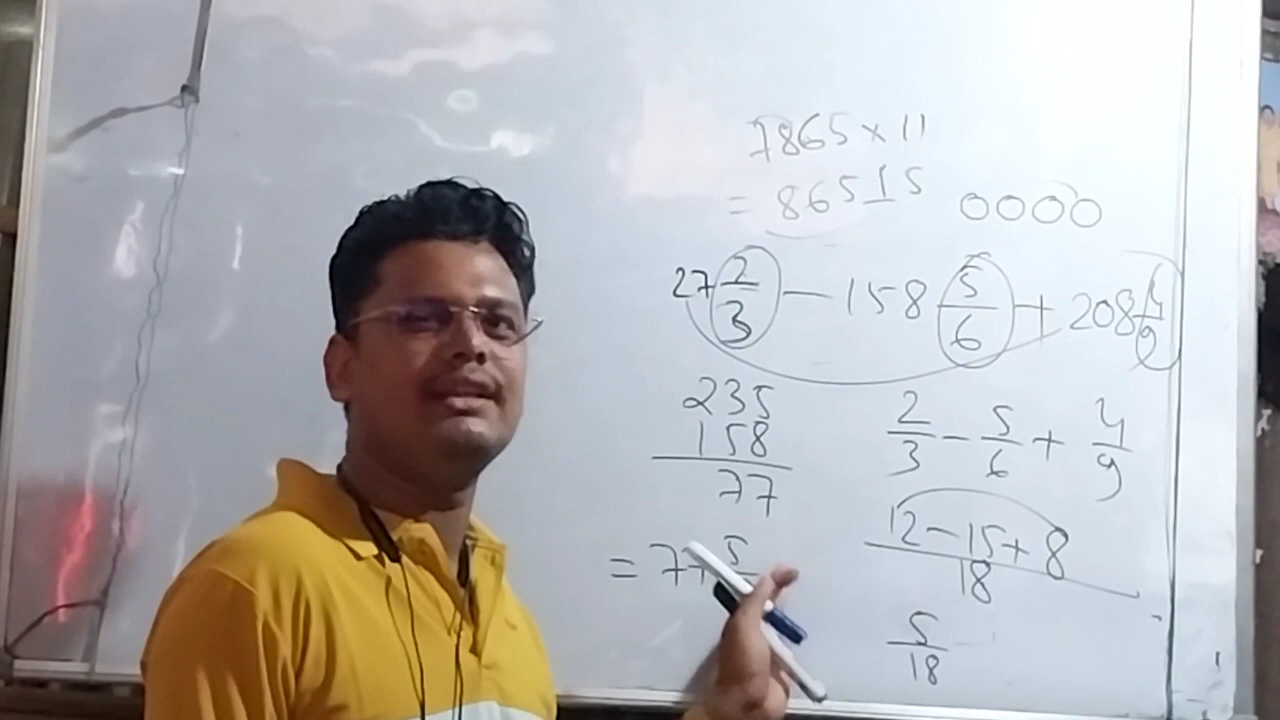 7865 × 11
= 86515 0000
27 2/3 - 158 5/6 + 208 4/9
235
158
77
2/3 - 5/6 + 4/9
12 - 15 + 8
18
= 77 5
5/18